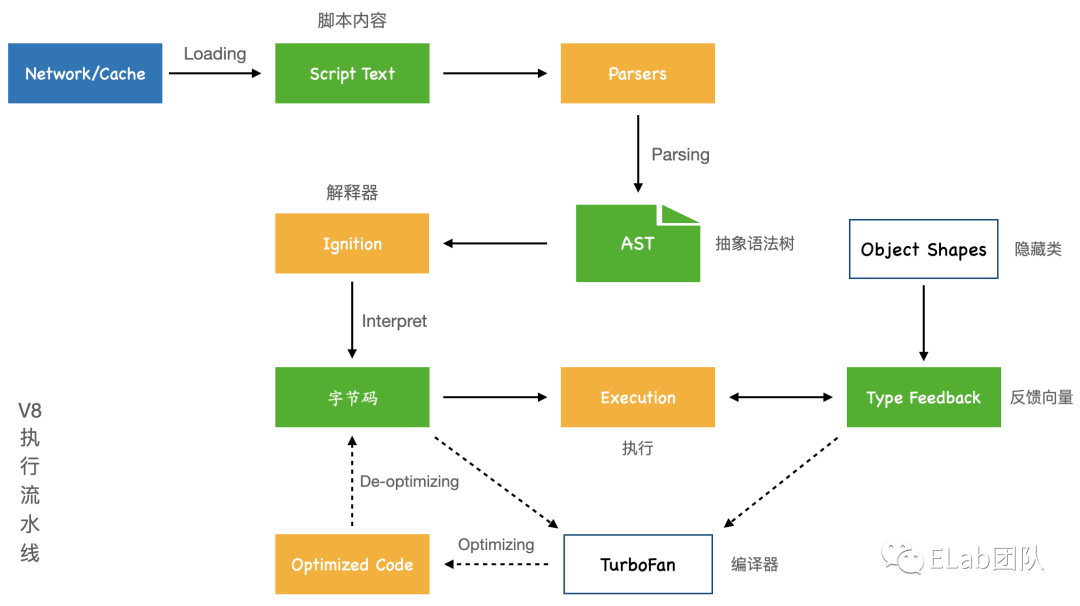 脚本内容
Network/Cache
Loading
Script Text
Parsers
Parsing
解释器
Ignition
AST
抽象语法树
Object Shapes
隐藏类
Interpret
字节码
Execution
执行
Type Feedback
反馈向量
V8
执
行
流
水
线
De-optimizing
Optimized Code
Optimizing
TurboFan
编译器
ELab团队